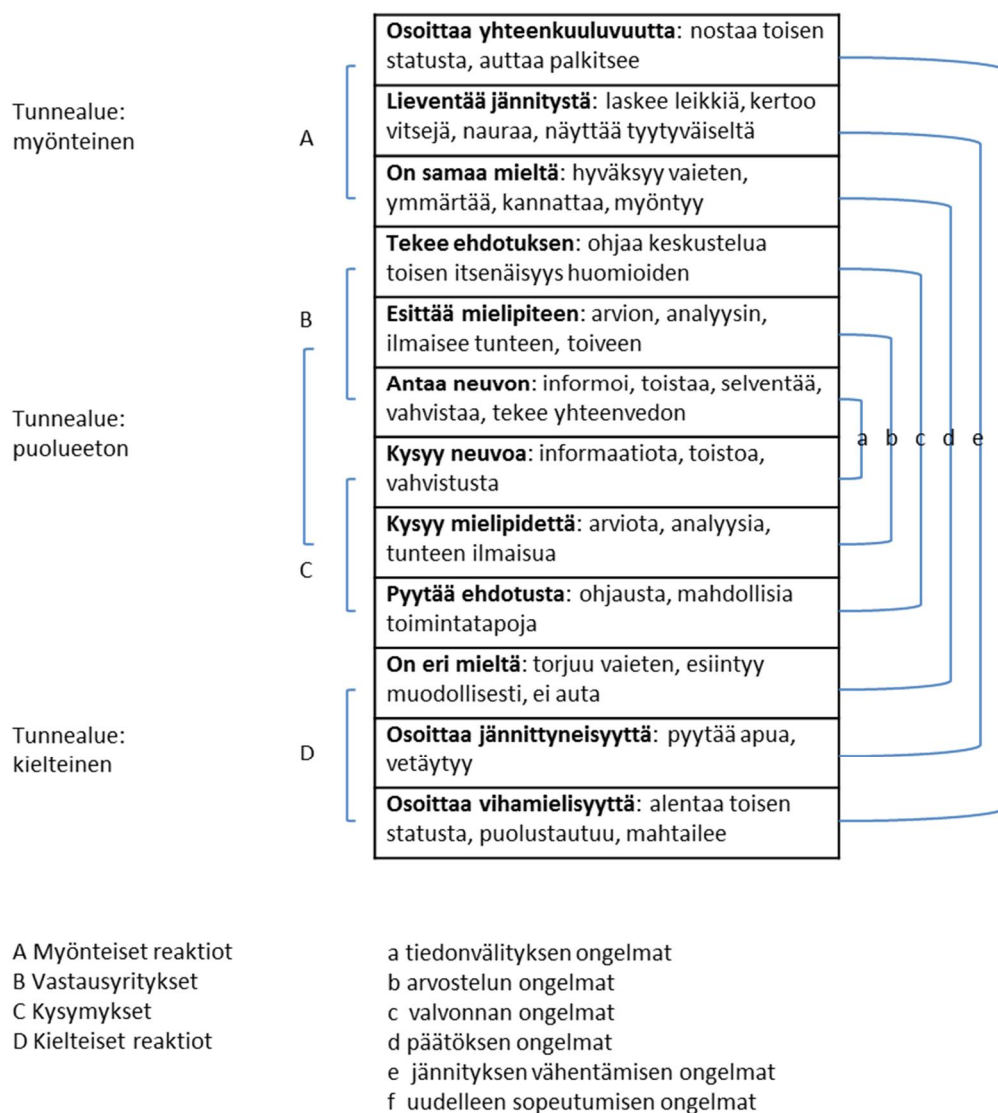 Osoittaa yhteenkuuluvuutta: nostaa toisen
statusta, auttaa palkitsee
Tunnealue:
myönteinen
A
Lieventää jännitystä: laskee leikkiä, kertoo
vitsejä, nauraa, näyttää tyytyväiseltä
On samaa mieltä: hyväksyy vaieten,
ymmärtää, kannattaa, myöntyy
Tekee ehdotuksen: ohjaa keskustelua
toisen itsenäisyys huomioiden
B
Esittää mielipiteen: arvion, analyysin,
ilmaisee tunteen, toiveen
Antaa neuvon: informoi, toistaa, selventää,
vahvistaa, tekee yhteenvedon
Tunnealue:
puolueeton
a b c d e
Kysyy neuvoa: informaatiota, toistoa,
vahvistusta
Kysyy mielipidettä: arviota, analyysia,
tunteen ilmaisua
C
Pyytää ehdotusta: ohjausta, mahdollisia
toimintatapoja
On eri mieltä: torjuu vaieten, esiintyy
muodollisesti, ei auta
Tunnealue:
kielteinen
D
Osoittaa jännittyneisyyttä: pyytää apua,
vetäytyy
Osoittaa vihamielisyyttä: alentaa toisen
statusta, puolustautuu, mahtailee
A Myönteiset reaktiot
B Vastausyritykset
C Kysymykset
D Kielteiset reaktiot
a tiedonvälityksen ongelmat
b arvostelun ongelmat
c valvonnan ongelmat
d päätöksen ongelmat
e jännityksen vähentämisen ongelmat
f uudelleen sopeutumisen ongelmat